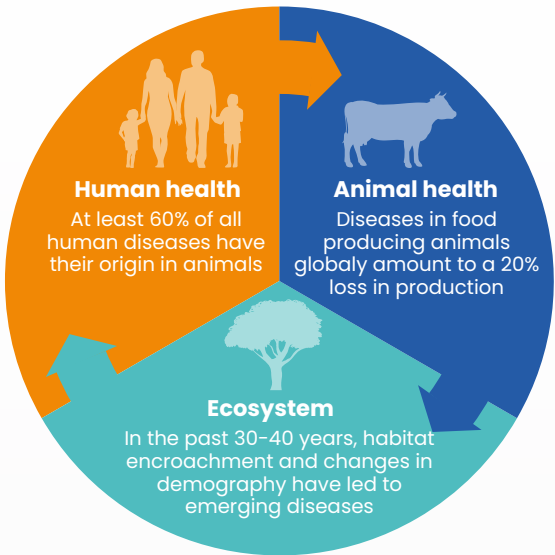 Human health
At least 60% of all
human diseases have
their origin in animals
Animal health
Diseases in food
producing animals
globaly amount to a 20%
loss in production
Ecosystem
In the past 30-40 years, habitat
encroachment and changes in
demography have led to
emerging diseases